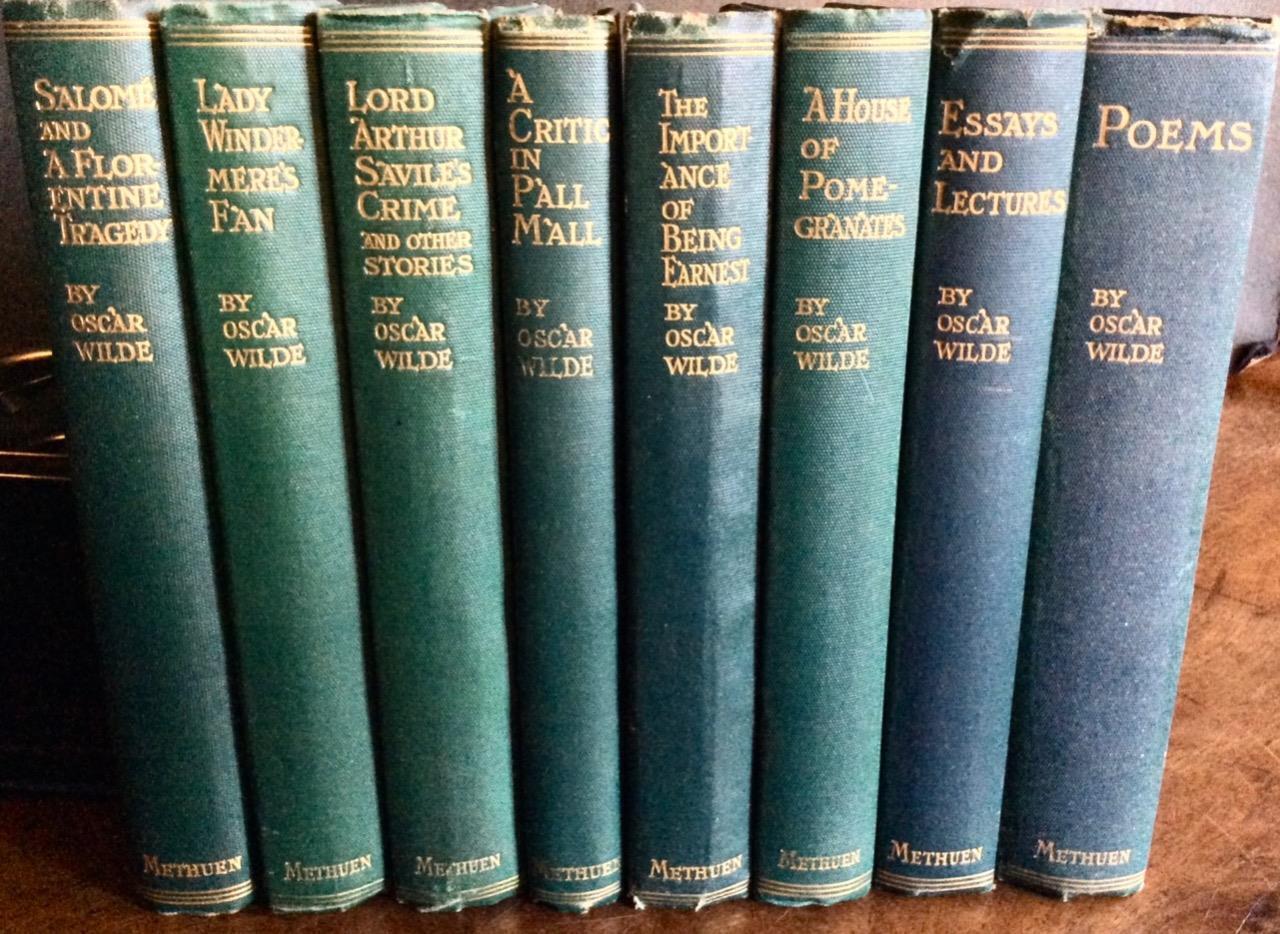 SALOMÉ
AND
A FLOR-
ENTINE
TRAGEDY
BY
OSCAR
WILDE
METHUEN
LADY
WINDER-
MERE'S
FAN
BY
OSCAR
WILDE
METHUEN
LORD
ARTHUR
SAVILE'S
CRIME
AND OTHER
STORIES
BY
OSCAR
WILDE
METHUEN
A
CRITIC
IN
PALL
MALL
BY
OSCAR
WILDE
METHUEN
THE
IMPORT-
ANCE
OF
BEING
EARNEST
BY
OSCAR
WILDE
METHUEN
A HOUSE
OF
POME-
GRANATES
BY
OSCAR
WILDE
METHUEN
ESSAYS
AND
LECTURES
BY
OSCAR
WILDE
METHUEN
POEMS
BY
OSCAR
WILDE
METHUEN